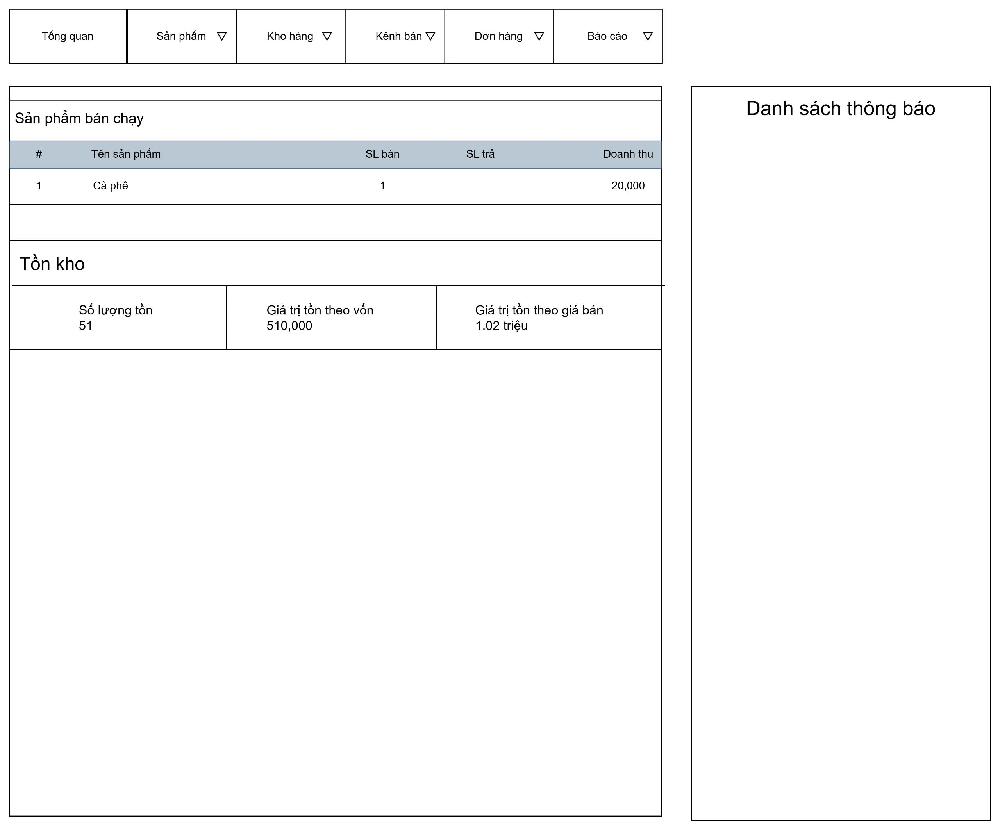 Tổng quan
Sản phẩm
Kho hàng
Kênh bán
Đơn hàng
Báo cáo
Sản phẩm bán chạy
# Tên sản phẩm SL bán SL trả Doanh thu
1 Cà phê 1 20,000
Tồn kho
Số lượng tồn
51
Giá trị tồn theo vốn
510,000
Giá trị tồn theo giá bán
1.02 triệu
Danh sách thông báo